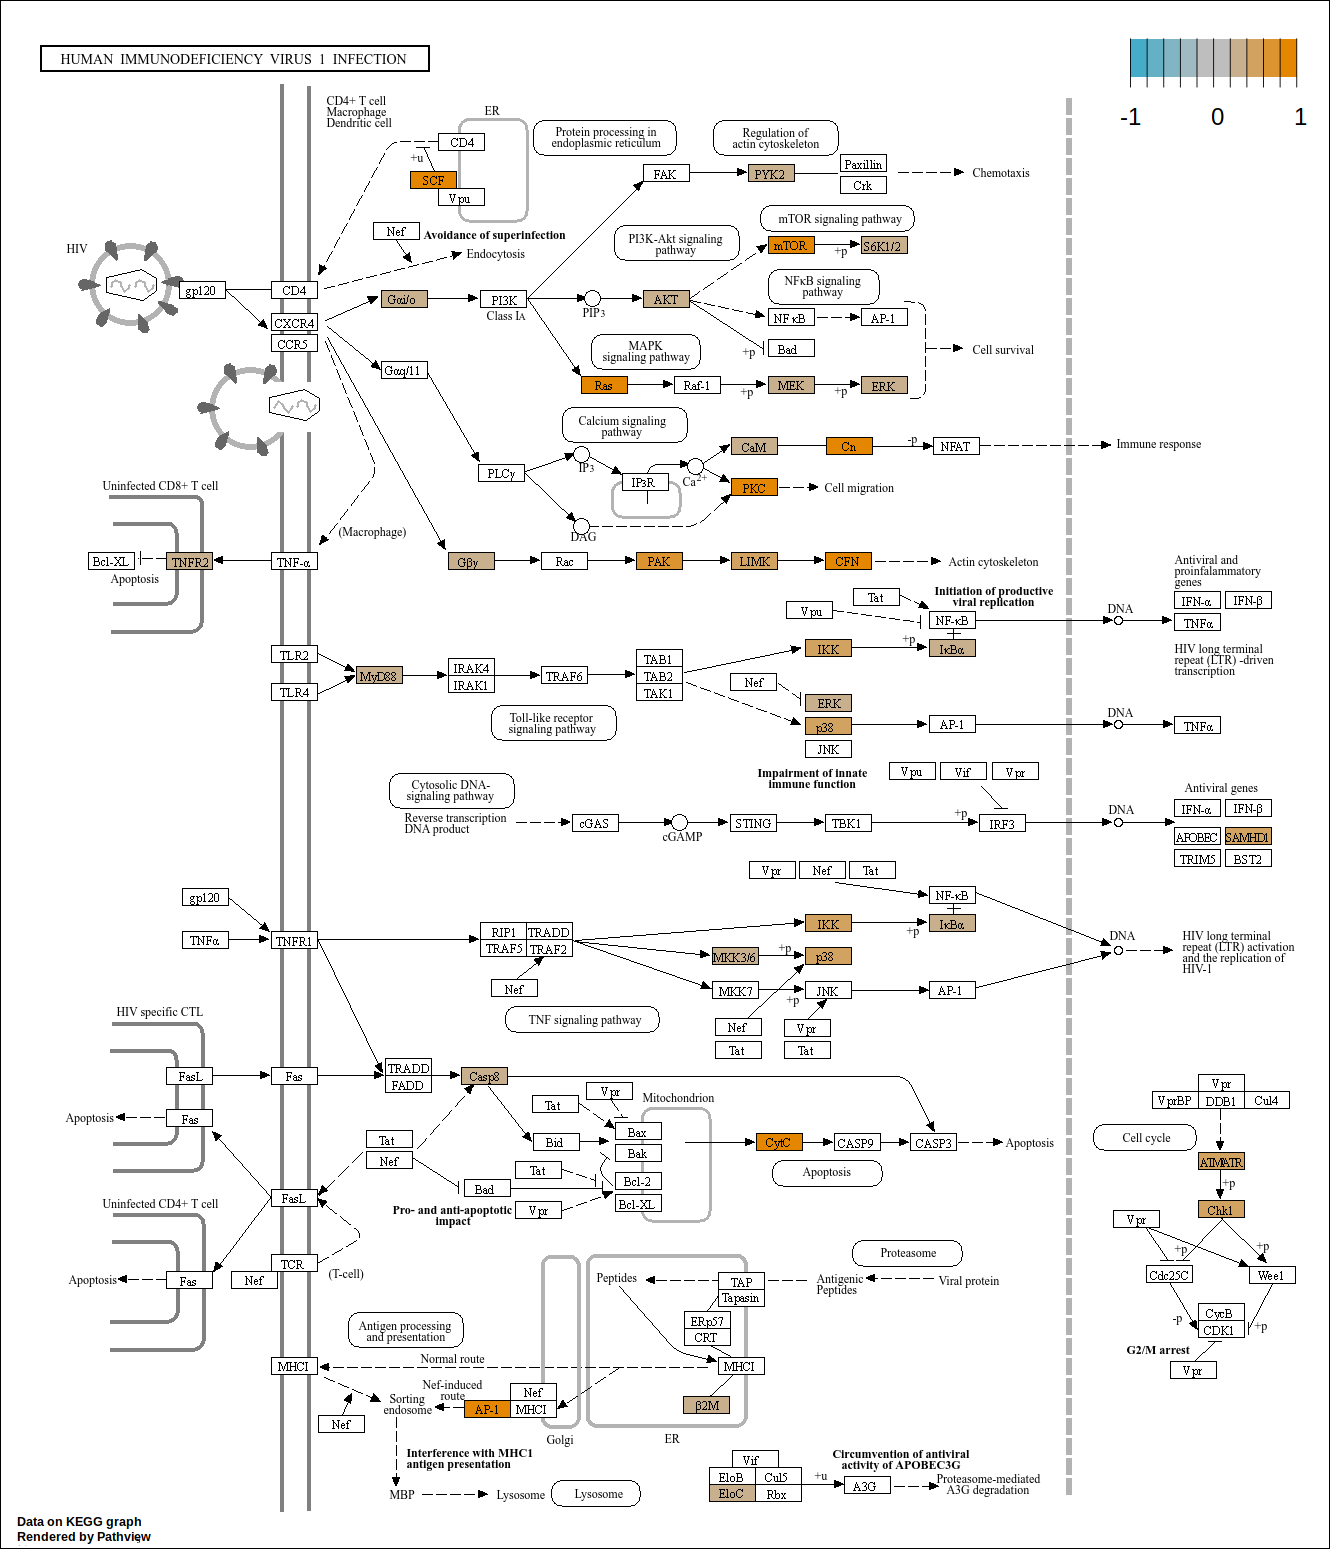 HUMAN IMMUNODEFICIENCY VIRUS 1 INFECTION
-1
0
1
CD4+ T cell
Macrophage
Dendritic cell
ER
CD4
+u
SCF
Vpu
Protein processing in
endoplasmic reticulum
Regulation of
actin cytoskeleton
FAK
PYK2
Paxillin
Crk
Chemotaxis
Nef
Avoidance of superinfection
Endocytosis
PI3K-Akt signaling
pathway
mTOR signaling pathway
mTOR
+p
S6K1/2
HIV
gp120
CD4
CXCR4
CCR5
Gαi/o
PI3K
Class IA
PIP3
AKT
NFκB signaling
pathway
NFκB
AP-1
+p
Bad
Cell survival
MAPK
signaling pathway
Gαq/11
Ras
Raf-1
+p
MEK
+p
ERK
Calcium signaling
pathway
PLCγ
IP3
IP3R
Ca2+
DAG
CaM
Cn
-p
NFAT
Immune response
PKC
Cell migration
Uninfected CD8+ T cell
(Macrophage)
Bcl-XL
TNFR2
TNF-α
Apoptosis
Gβγ
Rac
PAK
LIMK
CFN
Actin cytoskeleton
Initiation of productive
viral replication
Tat
Vpu
NF-κB
+p
IKK
IκBα
DNA
Antiviral and
proinfalammatory
genes
IFN-α
IFN-β
TNFα
HIV long terminal
repeat (LTR) -driven
transcription
TLR2
TLR4
MyD88
IRAK4
IRAK1
TRAF6
TAB1
TAB2
TAK1
Nef
ERK
p38
JNK
AP-1
DNA
TNFα
Toll-like receptor
signaling pathway
Impairment of innate
immune function
Vpu
Vif
Vpr
Cytosolic DNA-
signaling pathway
Reverse transcription
DNA product
cGAS
cGAMP
STING
TBK1
+p
IRF3
DNA
Antiviral genes
IFN-α
IFN-β
APOBEC
SAMHD1
TRIM5
BST2
Vpr
Nef
Tat
NF-κB
gp120
TNFα
TNFR1
RIP1
TRADD
TRAF5
TRAF2
Nef
IKK
+p
IκBα
MKK3/6
+p
p38
MKK7
+p
JNK
AP-1
DNA
HIV long terminal
repeat (LTR) activation
and the replication of
HIV-1
TNF signaling pathway
Nef
Vpr
Tat
Tat
HIV specific CTL
FasL
Fas
Apoptosis
Fas
TRADD
FADD
Casp8
Tat
Nef
Tat
Vpr
Mitochondrion
Bax
Bak
Bcl-2
Bcl-XL
Bid
Tat
Bad
Vpr
Pro- and anti-apoptotic
impact
CytC
CASP9
CASP3
Apoptosis
Apoptosis
Vpr
VprBP
DDB1
Cul4
Cell cycle
ATM/ATR
+p
Chk1
Vpr
+p
+p
Cdc25C
Wee1
-p
CycB
CDK1
+p
G2/M arrest
Vpr
Uninfected CD4+ T cell
FasL
TCR
(T-cell)
Apoptosis
Fas
Nef
Proteasome
Peptides
TAP
Tapasin
Antigenic
Peptides
Viral protein
ERp57
CRT
Antigen processing
and presentation
MHCI
Normal route
MHCI
Nef-induced
route
Nef
Sorting
endosome
AP-1
Nef
MHCI
β2M
Golgi
ER
Interference with MHC1
antigen presentation
MBP
Lysosome
Lysosome
Vif
EloB
Cul5
EloC
Rbx
+u
A3G
Circumvention of antiviral
activity of APOBEC3G
Proteasome-mediated
A3G degradation
Data on KEGG graph
Rendered by Pathview